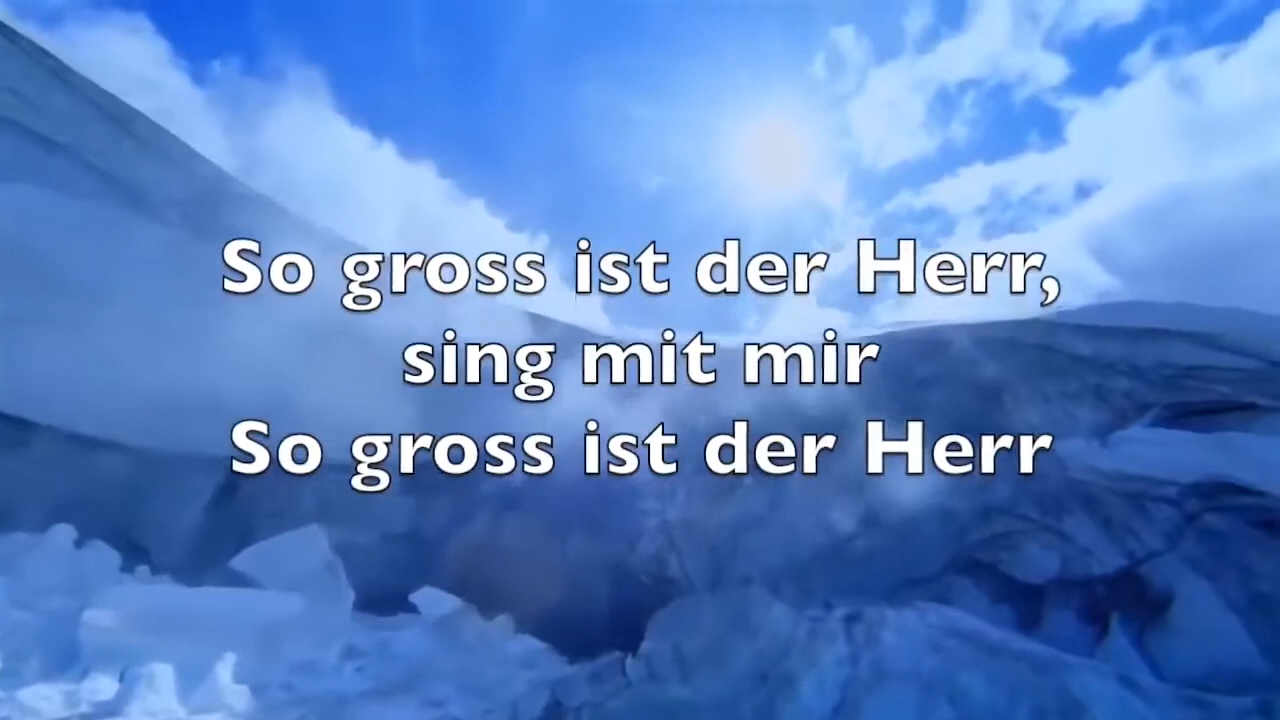 So gross ist der Herr,
sing mit mir
So gross ist der Herr